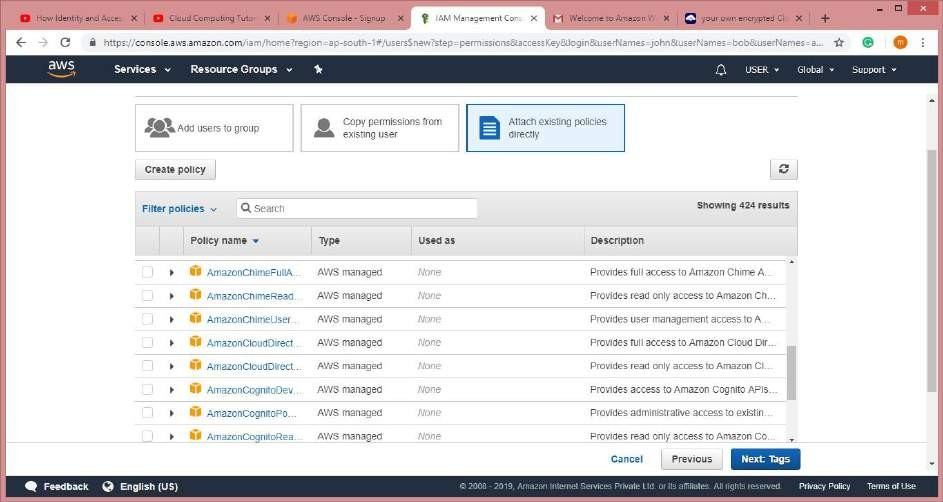 How Identity and Acces
Cloud Computing Tutor
AWS Console - Signup
IAM Management Cons
Welcome to Amazon W
your own encrypted Clo
https://console.aws.amazon.com/iam/home?region=ap-south-1#/users$new?step=permissions&accessKey&login&userNames=john&userNames=bob&userNames=a...
m
aws
Services
Resource Groups
USER
Global
Support
Add users to group
Copy permissions from
existing user
Attach existing policies
directly
Create policy
Filter policies
Search
Showing 424 results
Policy name
Type
Used as
Description
AmazonChimeFullA... AWS managed None Provides full access to Amazon Chime A...
AmazonChimeRead... AWS managed None Provides read only access to Amazon Ch...
AmazonChimeUser... AWS managed None Provides user management access to A...
AmazonCloudDirect... AWS managed None Provides full access to Amazon Cloud Dir...
AmazonCloudDirect... AWS managed None Provides read only access to Amazon Cl...
AmazonCognitoDev... AWS managed None Provides access to Amazon Cognito APIs...
AmazonCognitoPo... AWS managed None Provides administrative access to existin...
AmazonCognitoRea... AWS managed None Provides read only access to Amazon Co...
Cancel
Previous
Next: Tags
Feedback
English (US)
© 2008 - 2019, Amazon Internet Services Private Ltd. or its affiliates. All rights reserved.
Privacy Policy
Terms of Use